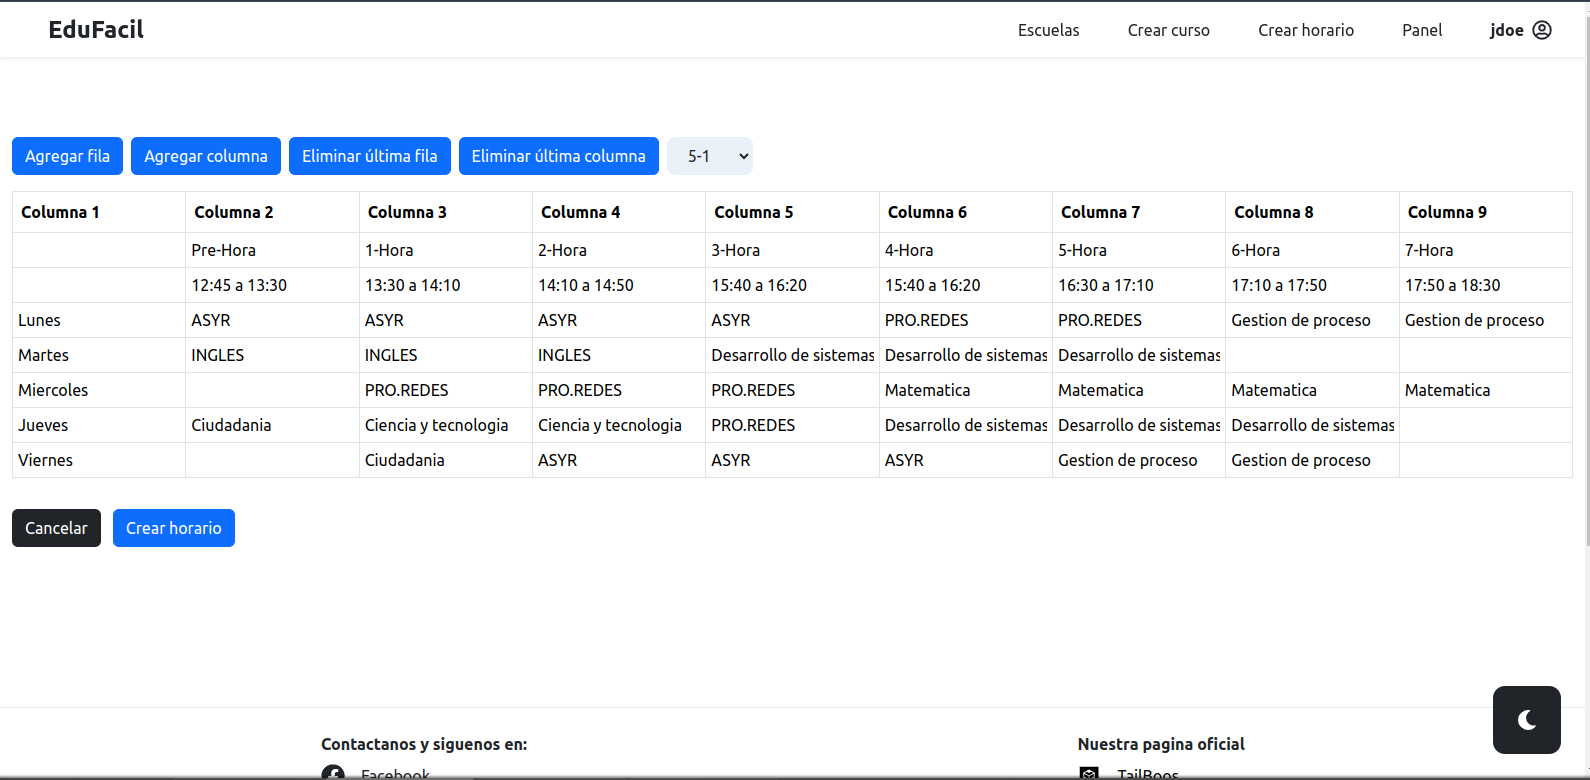 EduFacil Escuelas Crear curso Crear horario Panel jdoe
Agregar fila Agregar columna Eliminar última fila Eliminar última columna 5-1
Columna 1 Columna 2 Columna 3 Columna 4 Columna 5 Columna 6 Columna 7 Columna 8 Columna 9
Pre-Hora 1-Hora 2-Hora 3-Hora 4-Hora 5-Hora 6-Hora 7-Hora
12:45 a 13:30 13:30 a 14:10 14:10 a 14:50 15:40 a 16:20 15:40 a 16:20 16:30 a 17:10 17:10 a 17:50 17:50 a 18:30
Lunes ASYR ASYR ASYR ASYR PRO.REDES PRO.REDES Gestion de proceso Gestion de proceso
Martes INGLES INGLES INGLES Desarrollo de sistemas Desarrollo de sistemas Desarrollo de sistemas
Miercoles PRO.REDES PRO.REDES PRO.REDES Matematica Matematica Matematica Matematica
Jueves Ciudadania Ciencia y tecnologia Ciencia y tecnologia PRO.REDES Desarrollo de sistemas Desarrollo de sistemas Desarrollo de sistemas
Viernes Ciudadania ASYR ASYR ASYR Gestion de proceso Gestion de proceso
Cancelar Crear horario
Contactanos y siguenos en: Nuestra pagina oficial
Facebook TailBoos